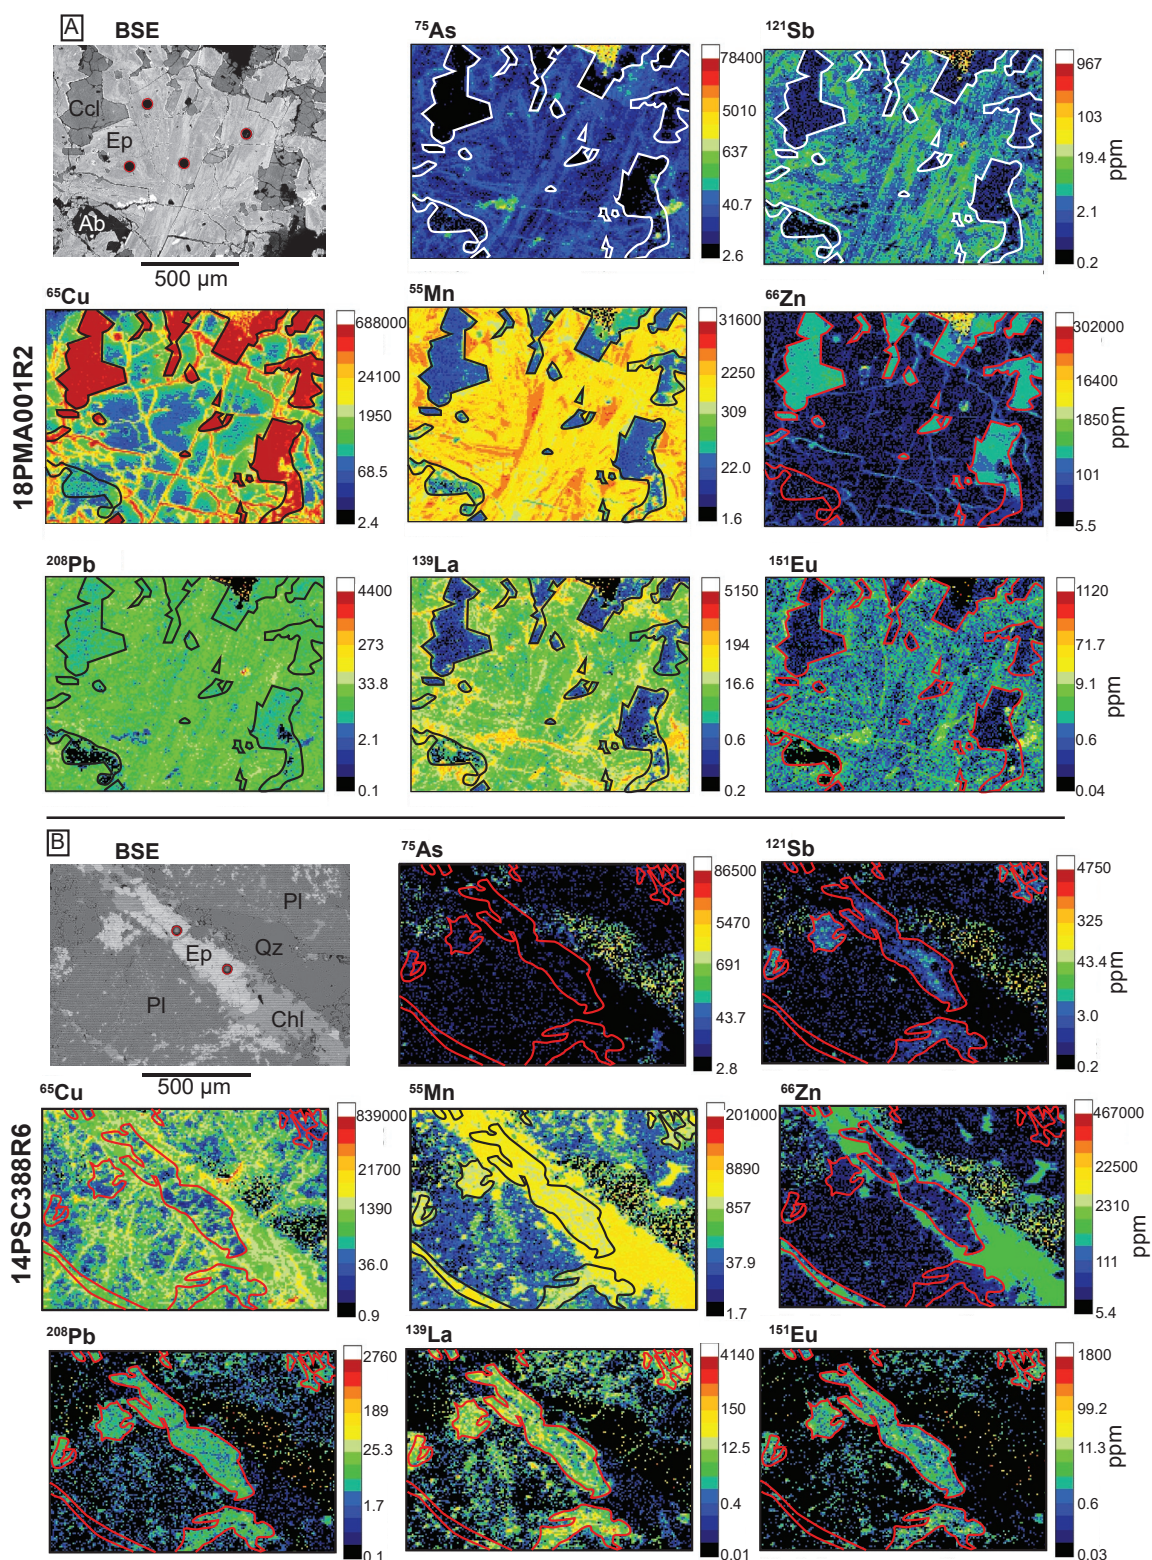 A BSE
⁷⁵As
¹²¹Sb
Ccl
Ep
Ab
500 µm
78400
5010
637
40.7
2.6
967
103
19.4
2.1
0.2
ppm
18PMA001R2
⁶⁵Cu
⁵⁵Mn
⁶⁶Zn
688000
24100
1950
68.5
2.4
31600
2250
309
22.0
1.6
302000
16400
1850
101
5.5
ppm
²⁰⁸Pb
¹³⁹La
¹⁵¹Eu
4400
273
33.8
2.1
0.1
5150
194
16.6
0.6
0.2
1120
71.7
9.1
0.6
0.04
ppm
B BSE
⁷⁵As
¹²¹Sb
Pl
Qz
Ep
Pl
Chl
500 µm
86500
5470
691
43.7
2.8
4750
325
43.4
3.0
0.2
ppm
14PSC388R6
⁶⁵Cu
⁵⁵Mn
⁶⁶Zn
839000
21700
1390
36.0
0.9
201000
8890
857
37.9
1.7
467000
22500
2310
111
5.4
ppm
²⁰⁸Pb
¹³⁹La
¹⁵¹Eu
2760
189
25.3
1.7
0.1
4140
150
12.5
0.4
0.01
1800
99.2
11.3
0.6
0.03
ppm